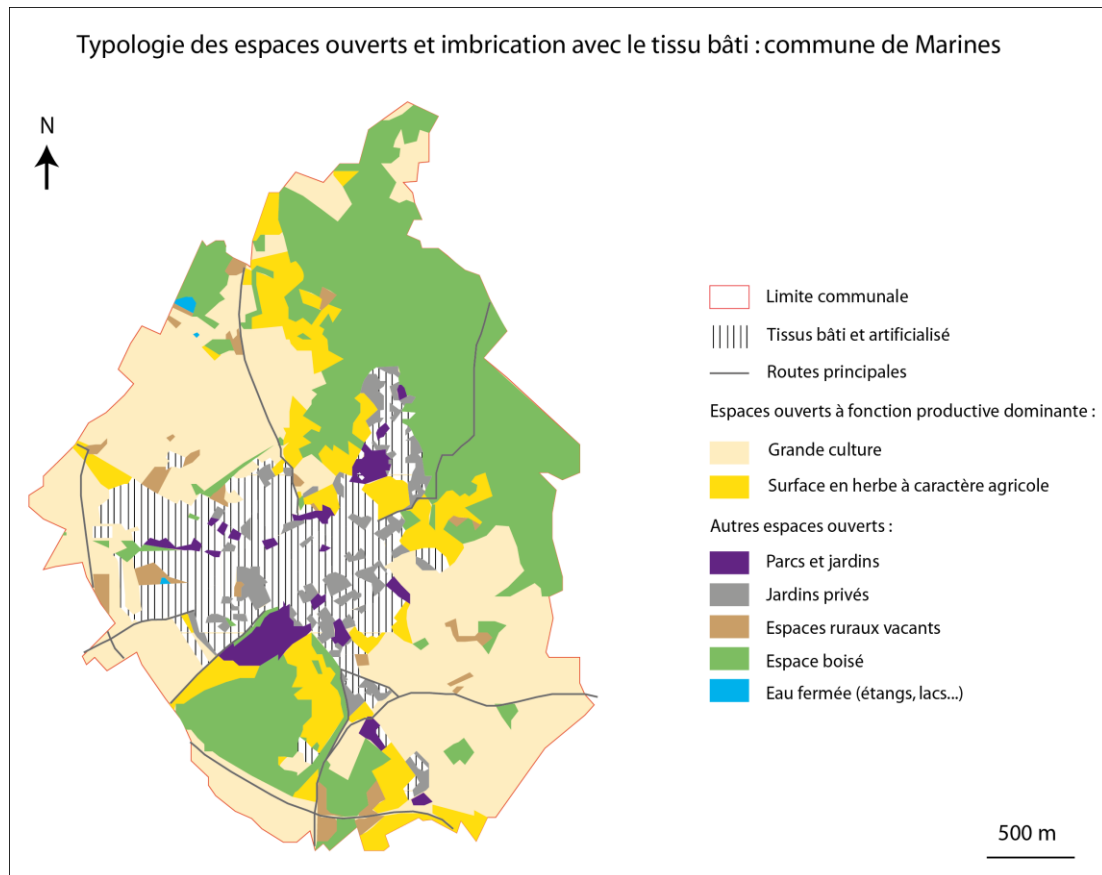 Typologie des espaces ouverts et imbrication avec le tissu bâti : commune de Marines
N
Limite communale
Tissus bâti et artificialisé
Routes principales
Espaces ouverts à fonction productive dominante :
Grande culture
Surface en herbe à caractère agricole
Autres espaces ouverts :
Parcs et jardins
Jardins privés
Espaces ruraux vacants
Espace boisé
Eau fermée (étangs, lacs...)
500 m